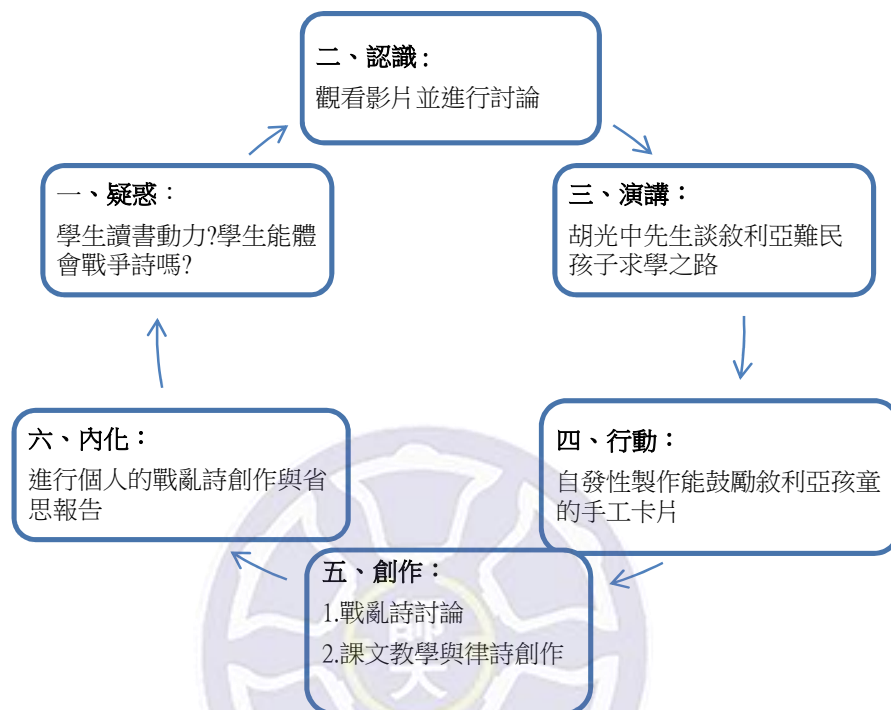 二、認識:
觀看影片並進行討論
一、疑惑：
學生讀書動力?學生能體
會戰爭詩嗎?
三、演講：
胡光中先生談敘利亞難民
孩子求學之路
四、行動：
自發性製作能鼓勵敘利亞孩童
的手工卡片
五、創作：
1.戰亂詩討論
2.課文教學與律詩創作
六、內化：
進行個人的戰亂詩創作與省
思報告
師
大